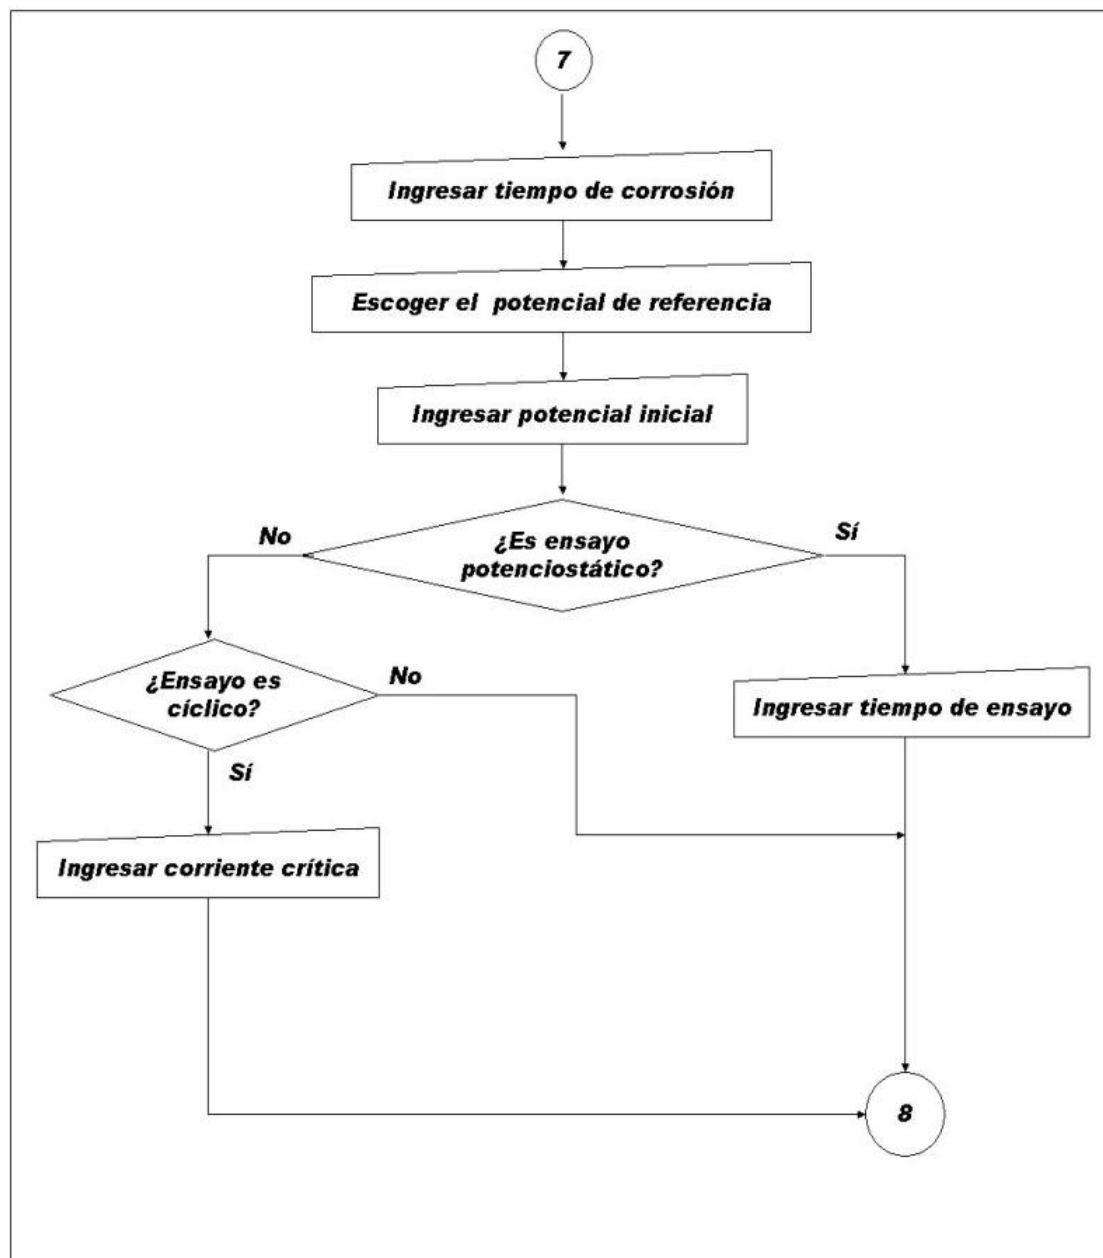 7
Ingresar tiempo de corrosión
Escoger el potencial de referencia
Ingresar potencial inicial
No
¿Es ensayo
potenciostático?
Sí
¿Ensayo es
cíclico?
No
Ingresar tiempo de ensayo
Sí
Ingresar corriente crítica
8